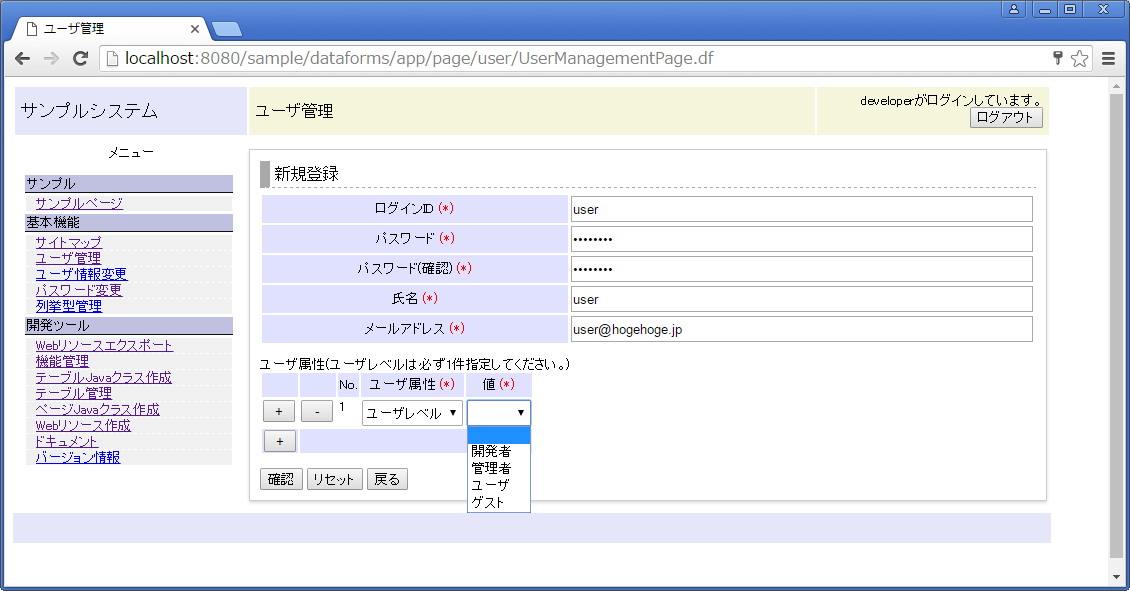 ユーザ管理
localhost:8080/sample/dataforms/app/page/user/UserManagementPage.df
サンプルシステム
ユーザ管理
developerがログインしています。
ログアウト
メニュー
サンプル
サンプルページ
基本機能
サイトマップ
ユーザ管理
ユーザ情報変更
パスワード変更
列挙型管理
開発ツール
Webリソースエクスポート
機能管理
テーブルJavaクラス作成
テーブル管理
ページJavaクラス作成
Webリソース作成
ドキュメント
バージョン情報
新規登録
ログインID (*) user
パスワード (*) ••••••••
パスワード(確認) (*) ••••••••
氏名 (*) user
メールアドレス (*) user@hogehoge.jp
ユーザ属性(ユーザレベルは必ず1件指定してください。)
No. ユーザ属性 (*) 値 (*)
+ - 1 ユーザレベル
+
開発者
管理者
ユーザ
ゲスト
確認 リセット 戻る